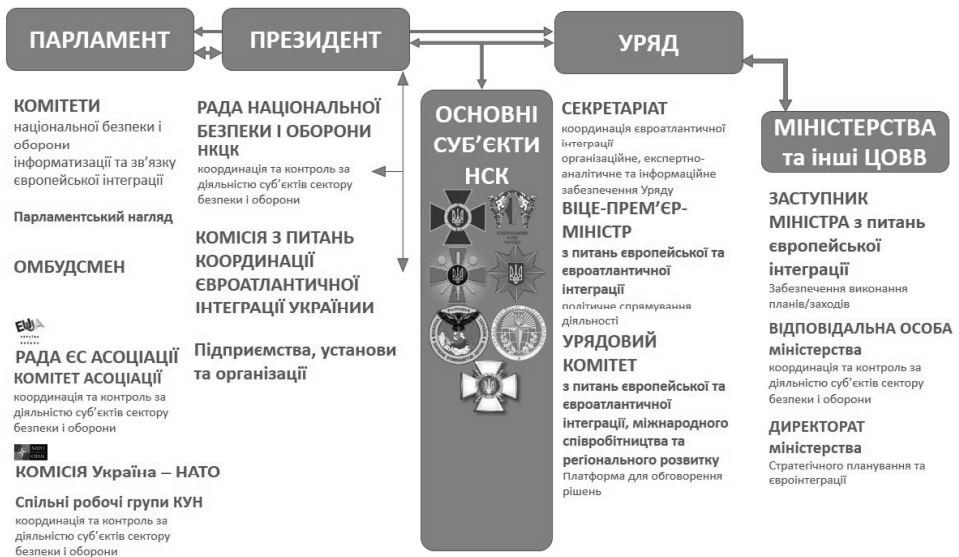 ПАРЛАМЕНТ
КОМІТЕТИ
національної безпеки і
оборони
інформатизації та зв’язку
європейської інтеграції
Парламентський нагляд
ОМБУДСМЕН
РАДА ЄС АСОЦІАЦІЇ
КОМІТЕТ АСОЦІАЦІЇ
координація та контроль за
діяльністю суб’єктів сектору
безпеки і оборони
NATO
OTAN
КОМІСІЯ Україна – НАТО
Спільні робочі групи КУН
координація та контроль за
діяльністю суб’єктів сектору
безпеки і оборони
ПРЕЗИДЕНТ
РАДА НАЦІОНАЛЬНОЇ
БЕЗПЕКИ І ОБОРОНИ
НКЦК
координація та контроль за
діяльністю суб’єктів сектору
безпеки і оборони
КОМІСІЯ З ПИТАНЬ
КООРДИНАЦІЇ
ЄВРОАТЛАНТИЧНОЇ
ІНТЕГРАЦІЇ УКРАЇНИИ
Підприємства, установи
та організації
ОСНОВНІ
СУБ’ЄКТИ
НСК
УРЯД
СЕКРЕТАРІАТ
координація євроатлантичної
інтеграції
організаційне, експертно-
аналітичне та інформаційне
забезпечення Уряду
ВІЦЕ-ПРЕМ’ЄР-
МІНІСТР
з питань європейської та
євроатлантичної
інтеграції
політичне спрямування
діяльності
УРЯДОВИЙ
КОМІТЕТ
з питань європейської та
євроатлантичної
інтеграції, міжнародного
співробітництва та
регіонального розвитку
Платформа для обговорення
рішень
МІНІСТЕРСТВА
та інші ЦОВВ
ЗАСТУПНИК
МІНІСТРА з питань
європейської
інтеграції
Забезпечення виконання
планів/заходів
ВІДПОВІДАЛЬНА ОСОБА
міністерства
координація та контроль за
діяльністю суб’єктів сектору
безпеки і оборони
ДИРЕКТОРАТ
міністерства
Стратегічного планування та
євроінтеграції